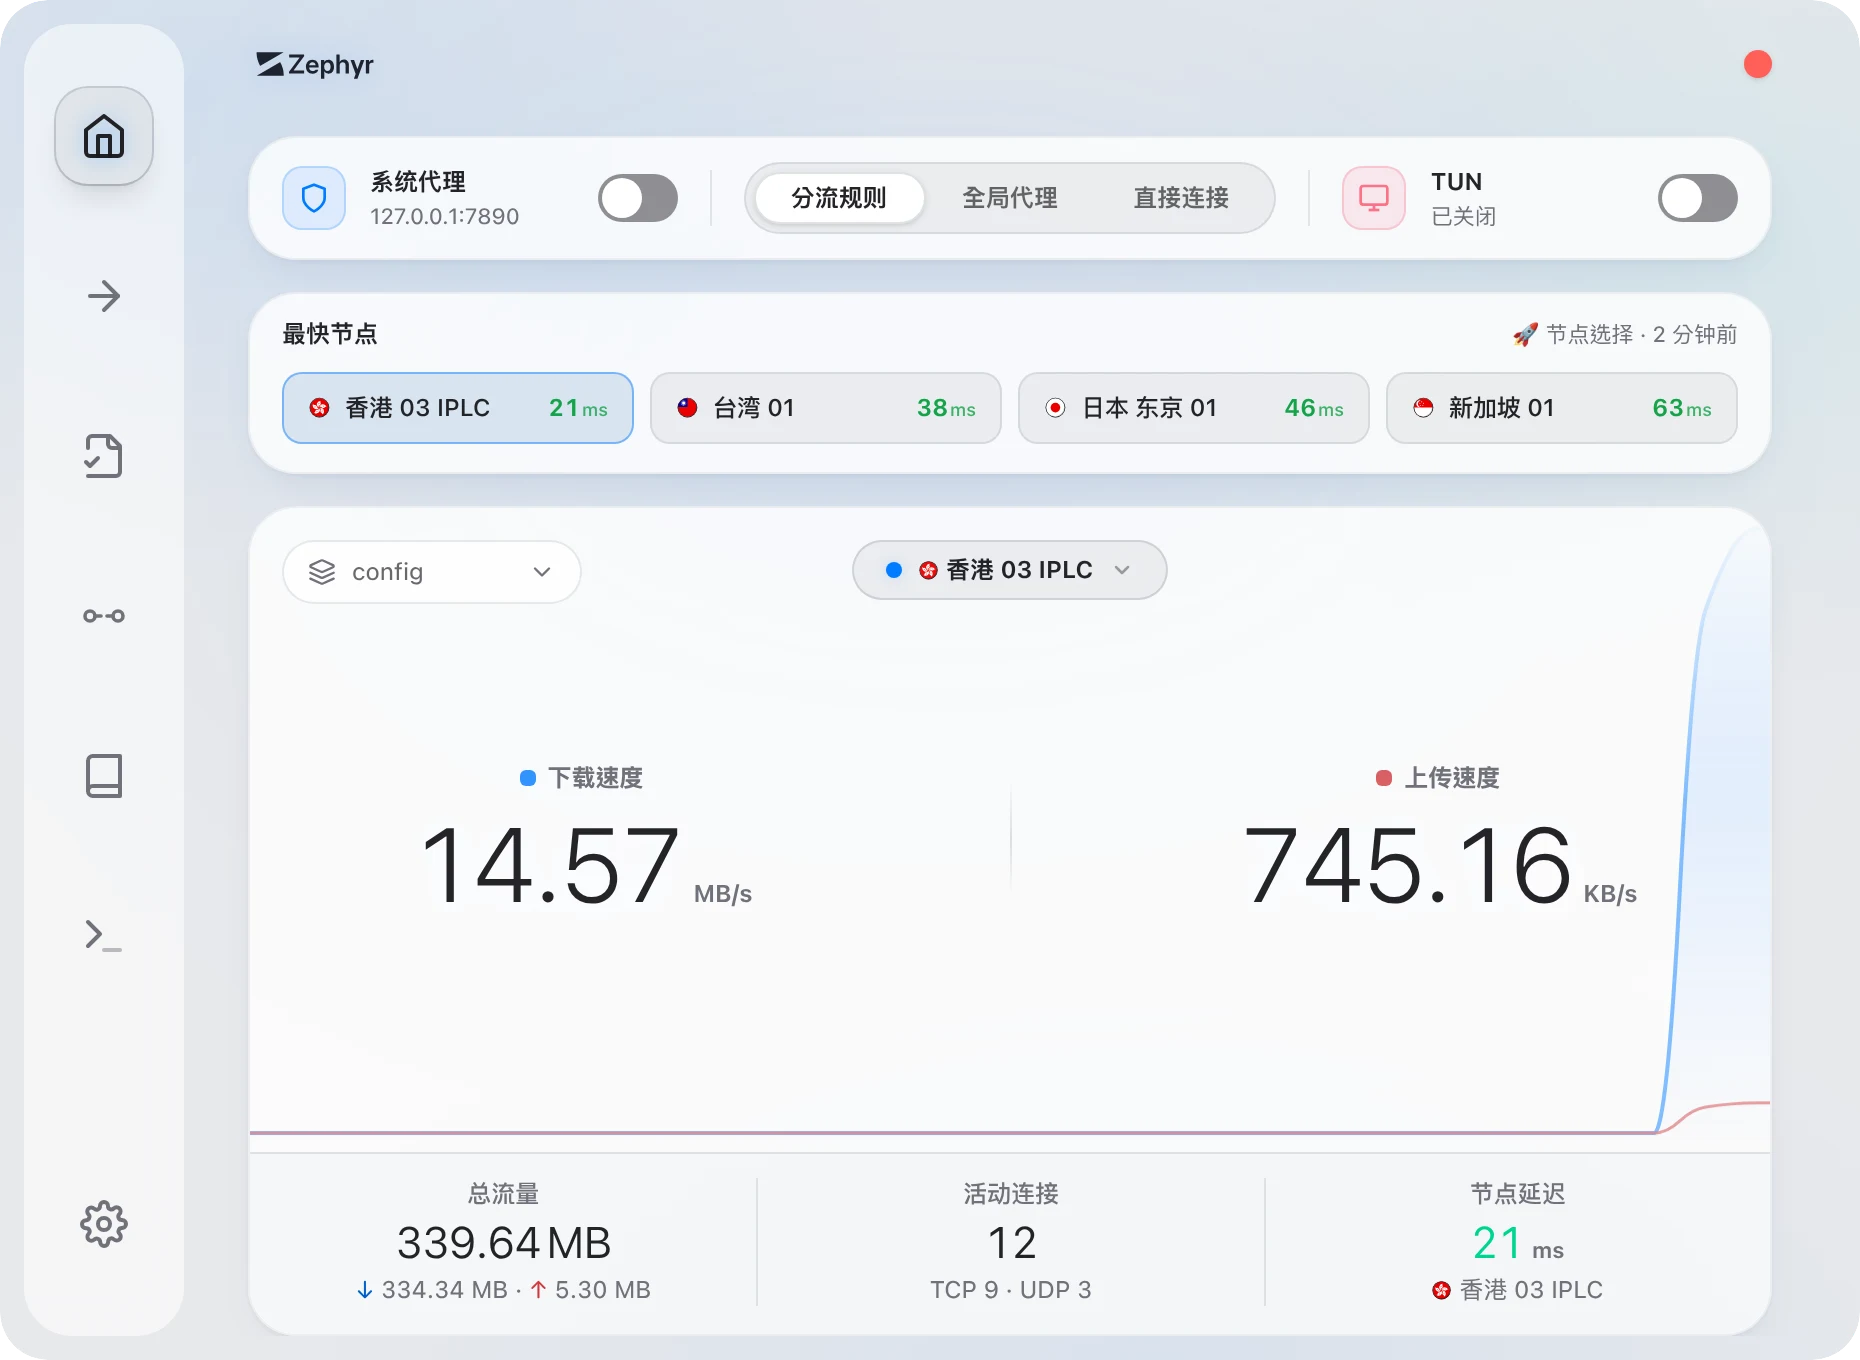 Zephyr
系统代理
127.0.0.1:7890
分流规则 全局代理 直接连接
TUN
已关闭
最快节点
节点选择 · 2 分钟前
香港 03 IPLC 21ms
台湾 01 38ms
日本 东京 01 46ms
新加坡 01 63ms
config
香港 03 IPLC
下载速度
14.57 MB/s
上传速度
745.16 KB/s
总流量
339.64MB
↓ 334.34 MB · ↑ 5.30 MB
活动连接
12
TCP 9 · UDP 3
节点延迟
21 ms
香港 03 IPLC